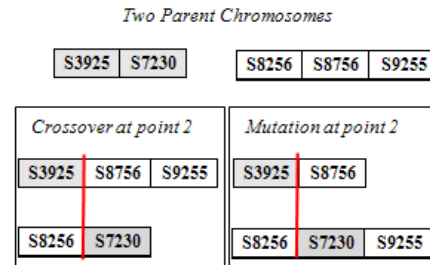 Two Parent Chromosomes
S3925 S7230
S8256 S8756 S9255
Crossover at point 2
S3925 S8756 S9255
S8256 S7230
Mutation at point 2
S3925 S8756
S8256 S7230 S9255